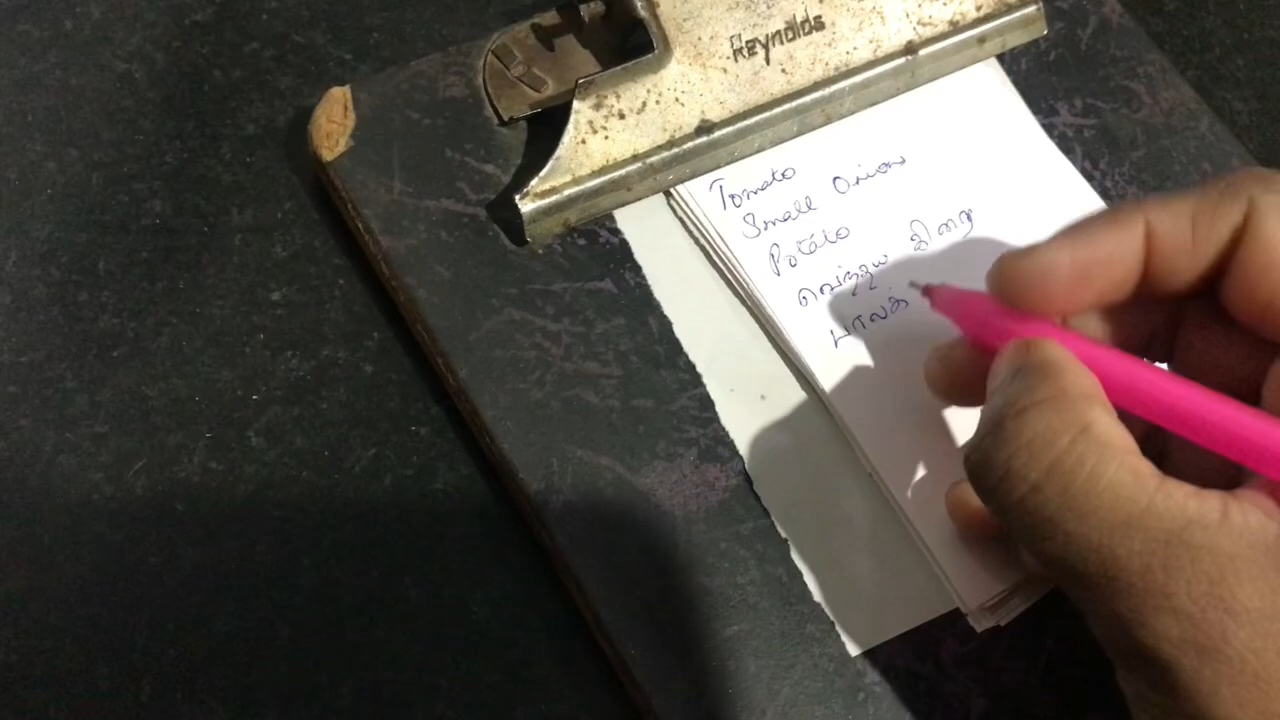 Reynolds
Tomato
Small Onion
Potato
வெந்தய கீரை
பாலக்